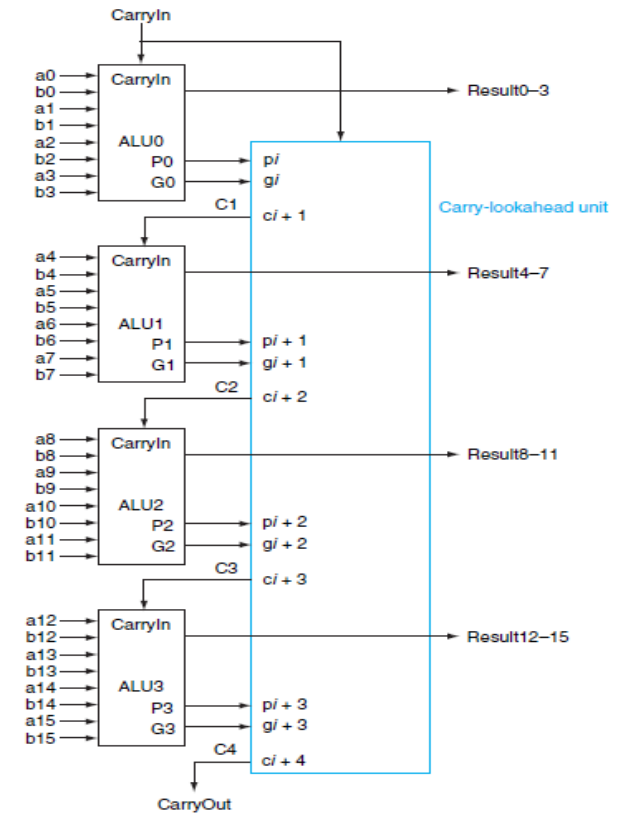 CarryIn
a0
b0
a1
b1
a2
b2
a3
b3
CarryIn
ALU0
P0
G0
Result0–3
pi
gi
Carry-lookahead unit
C1
ci + 1
a4
b4
a5
b5
a6
b6
a7
b7
CarryIn
ALU1
P1
G1
Result4–7
pi + 1
gi + 1
C2
ci + 2
a8
b8
a9
b9
a10
b10
a11
b11
CarryIn
ALU2
P2
G2
Result8–11
pi + 2
gi + 2
C3
ci + 3
a12
b12
a13
b13
a14
b14
a15
b15
CarryIn
ALU3
P3
G3
Result12–15
pi + 3
gi + 3
C4
ci + 4
CarryOut